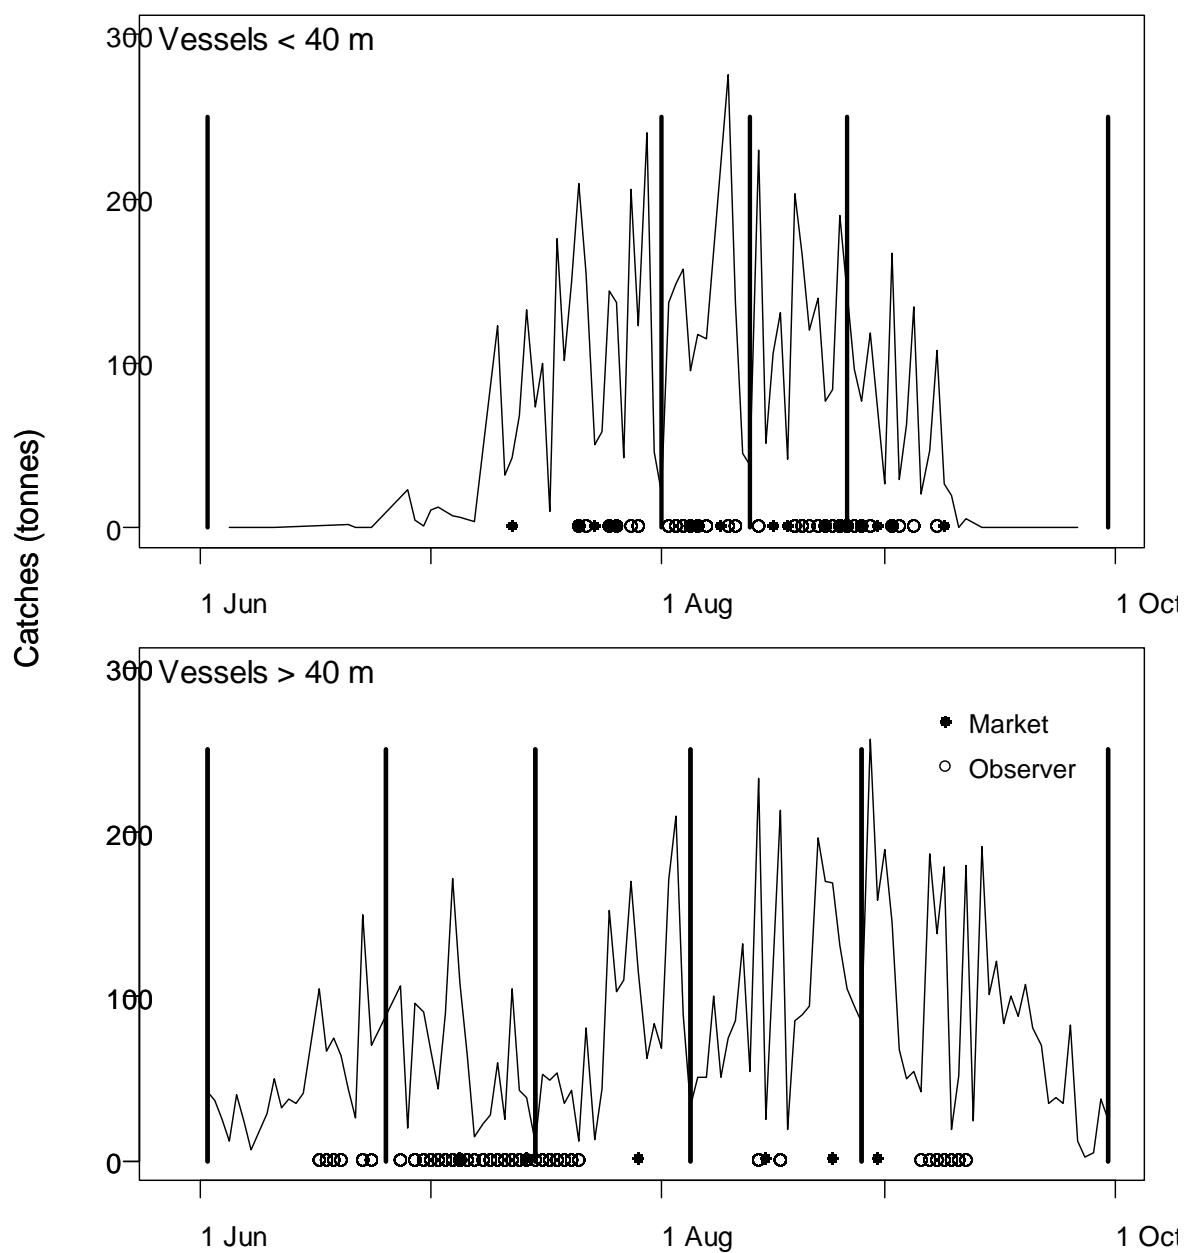 Catches (tonnes)
Vessels < 40 m
300
200
100
0
1 Jun
1 Aug
1 Oct
Vessels > 40 m
300
200
100
0
Market
Observer
1 Jun
1 Aug
1 Oct